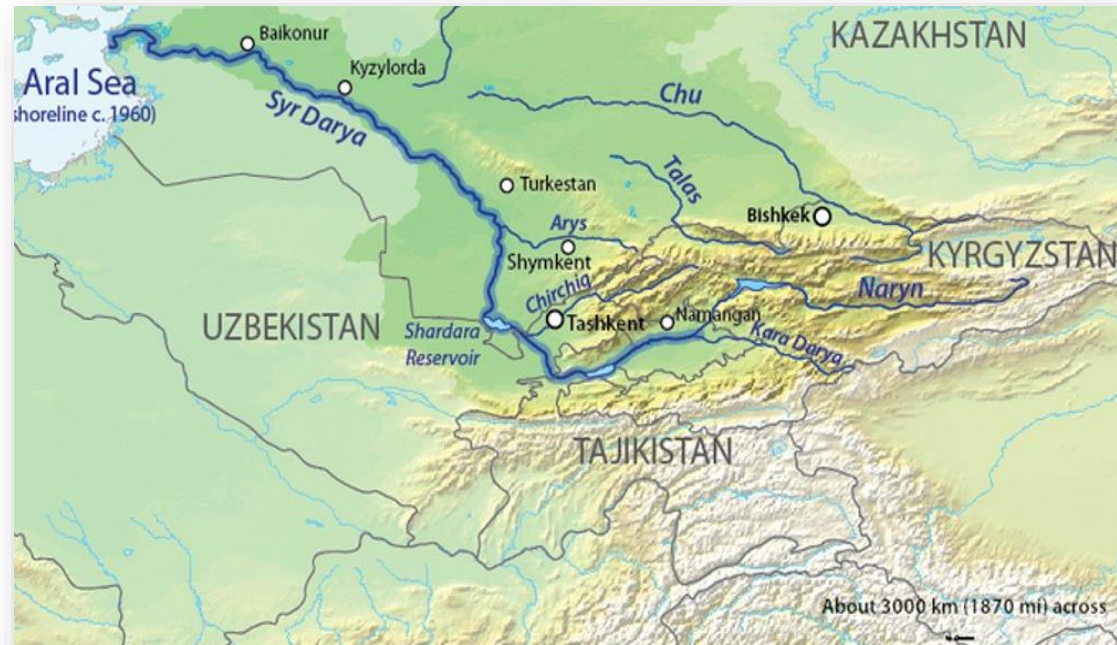 KAZAKHSTAN
Baikonur
Kyzylorda
Aral Sea
shoreline c. 1960)
Syr Darya
Chu
Talas
Turkestan
Bishkek
Arys
Shymkent
KYRGYZSTAN
Chirchiq
Naryn
UZBEKISTAN
Shardara
Reservoir
Tashkent
Namangan
Kara Darya
TAJIKISTAN
About 3000 km (1870 mi) across